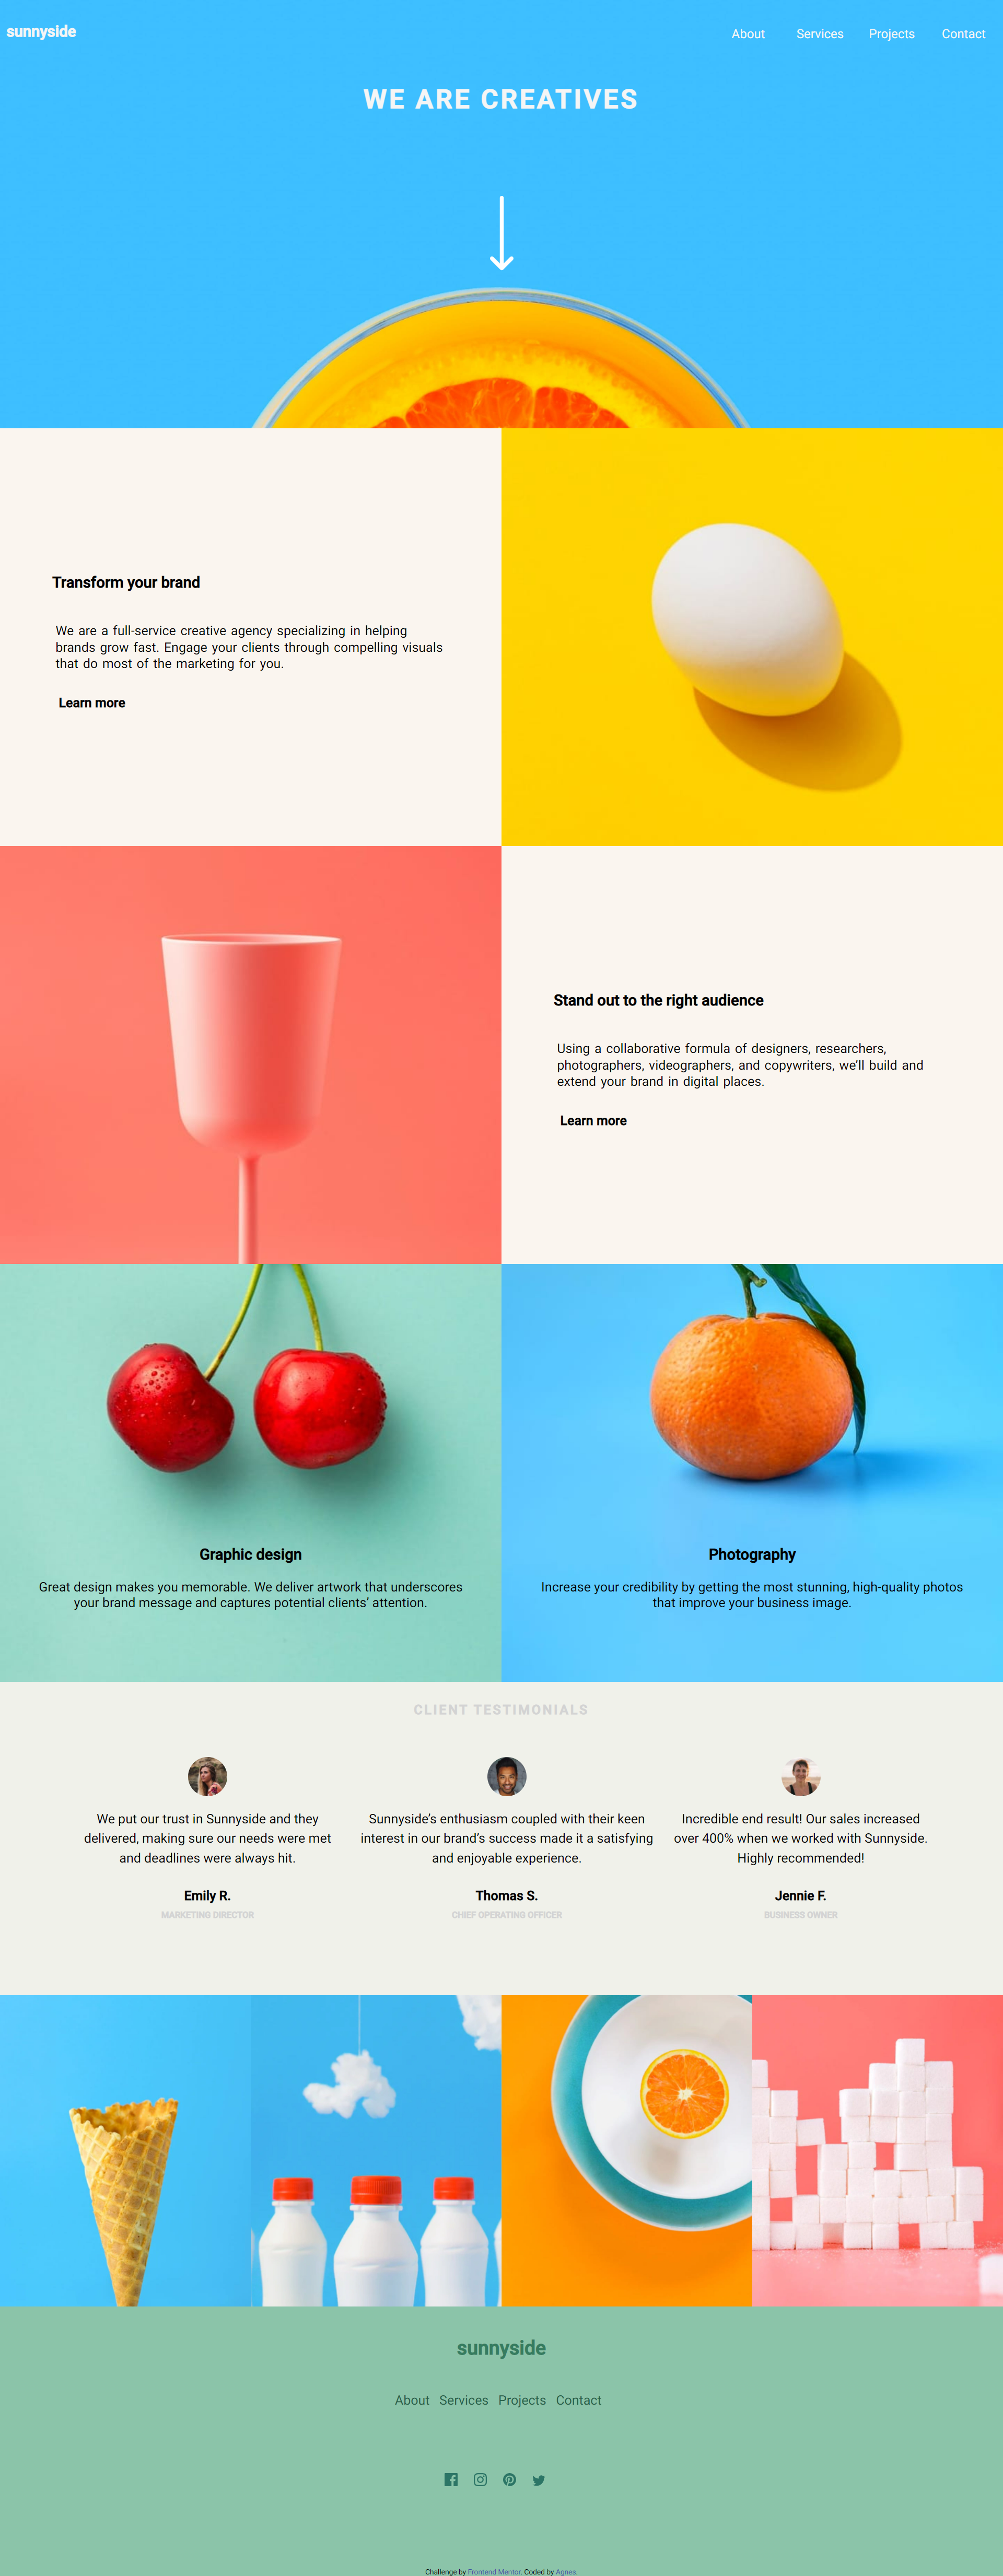 sunnyside
About Services Projects Contact
WE ARE CREATIVES
Transform your brand
We are a full-service creative agency specializing in helping
brands grow fast. Engage your clients through compelling visuals
that do most of the marketing for you.
Learn more
Stand out to the right audience
Using a collaborative formula of designers, researchers,
photographers, videographers, and copywriters, we’ll build and
extend your brand in digital places.
Learn more
Graphic design
Great design makes you memorable. We deliver artwork that underscores
your brand message and captures potential clients’ attention.
Photography
Increase your credibility by getting the most stunning, high-quality photos
that improve your business image.
CLIENT TESTIMONIALS
We put our trust in Sunnyside and they
delivered, making sure our needs were met
and deadlines were always hit.
Emily R.
MARKETING DIRECTOR
Sunnyside’s enthusiasm coupled with their keen
interest in our brand’s success made it a satisfying
and enjoyable experience.
Thomas S.
CHIEF OPERATING OFFICER
Incredible end result! Our sales increased
over 400% when we worked with Sunnyside.
Highly recommended!
Jennie F.
BUSINESS OWNER
sunnyside
About Services Projects Contact
Challenge by Frontend Mentor. Coded by Agnes.